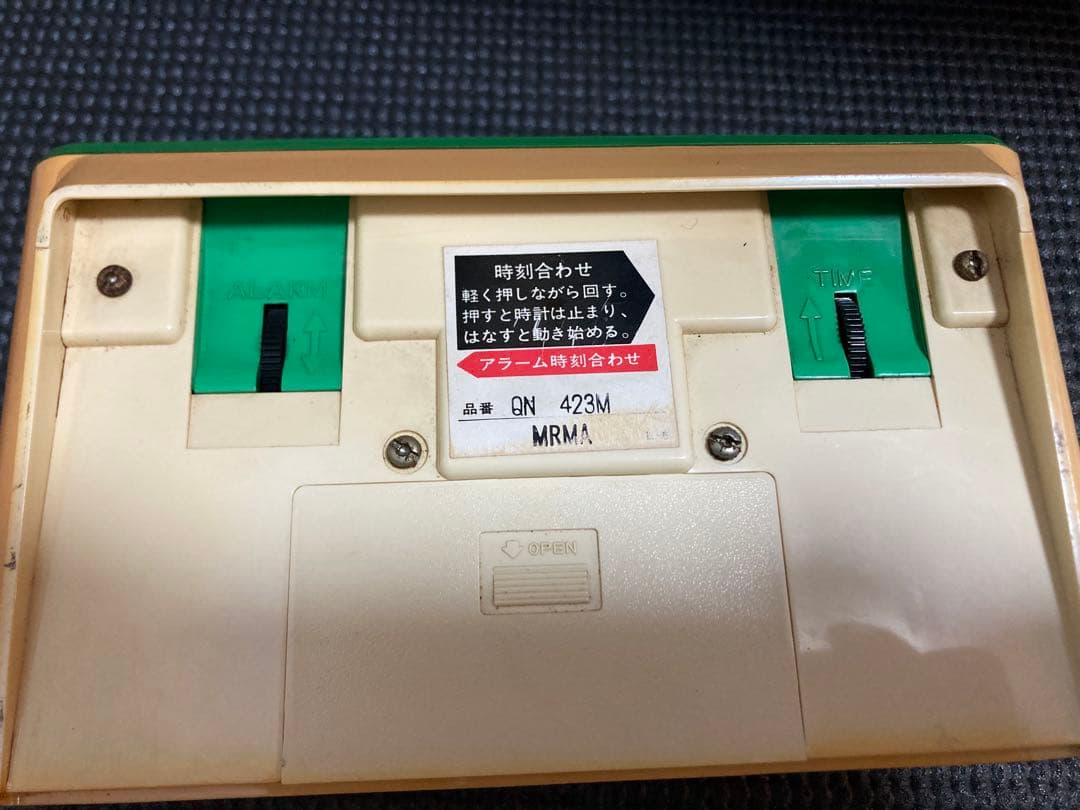 ALARM
時刻合わせ
軽く押しながら回す。
押すと時計は止まり、
はなすと動き始める。
アラーム時刻合わせ
品番 QN 423M
MRMA
TIME
OPEN